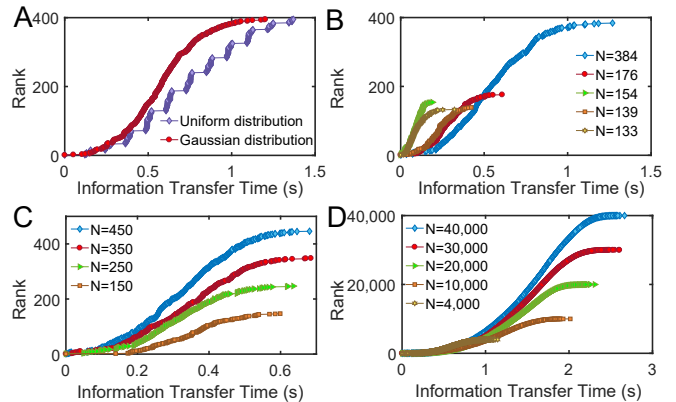 A
400
200
0
Rank
Uniform distribution
Gaussian distribution
0 0.5 1 1.5
Information Transfer Time (s)
B
400
200
0
Rank
N=384
N=176
N=154
N=139
N=133
0 0.5 1 1.5
Information Transfer Time (s)
C
400
200
0
Rank
N=450
N=350
N=250
N=150
0 0.2 0.4 0.6
Information Transfer Time (s)
D
40,000
20,000
0
Rank
N=40,000
N=30,000
N=20,000
N=10,000
N=4,000
0 1 2 3
Information Transfer Time (s)